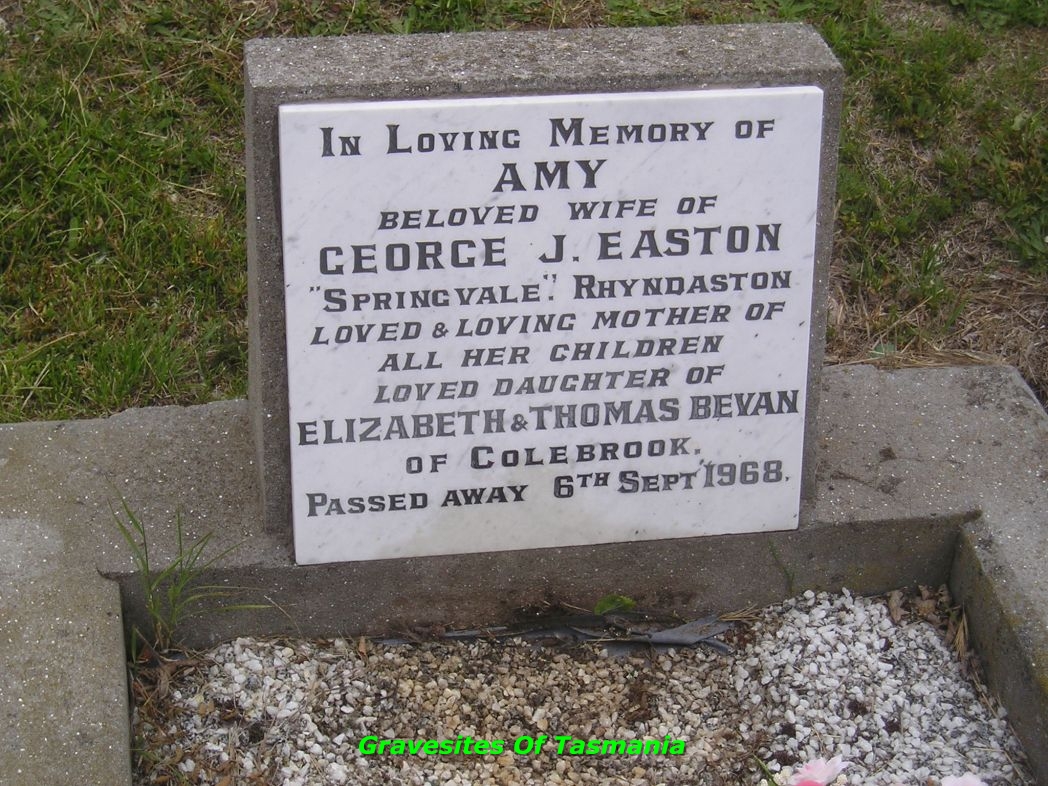 IN LOVING MEMORY OF
AMY
BELOVED WIFE OF
GEORGE J. EASTON
"SPRINGVALE". RHYNDASTON
LOVED & LOVING MOTHER OF
ALL HER CHILDREN
LOVED DAUGHTER OF
ELIZABETH & THOMAS BEVAN
OF COLEBROOK.
PASSED AWAY 6TH SEPT 1968.
Gravesites Of Tasmania